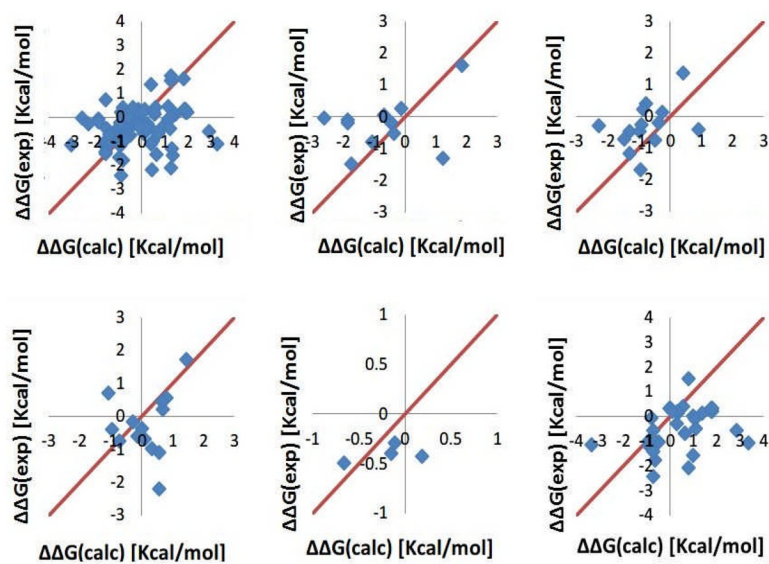 ΔΔG(exp) [Kcal/mol]
4
3
2
1
0
-1
-2
-3
-4
-4 -3 -2 -1 0 1 2 3 4
ΔΔG(calc) [Kcal/mol]
ΔΔG(exp) [Kcal/mol]
3
2
1
0
-1
-2
-3
-3 -2 -1 0 1 2 3
ΔΔG(calc) [Kcal/mol]
ΔΔG(exp) [Kcal/mol]
3
2
1
0
-1
-2
-3
-3 -2 -1 0 1 2 3
ΔΔG(calc) [Kcal/mol]
ΔΔG(exp) [Kcal/mol]
3
2
1
0
-1
-2
-3
-3 -2 -1 0 1 2 3
ΔΔG(calc) [Kcal/mol]
ΔΔG(exp) [Kcal/mol]
1
0.5
0
-0.5
-1
-1 -0.5 0 0.5 1
ΔΔG(calc) [Kcal/mol]
ΔΔG(exp) [Kcal/mol]
4
3
2
1
0
-1
-2
-3
-4
-4 -3 -2 -1 0 1 2 3 4
ΔΔG(calc) [Kcal/mol]